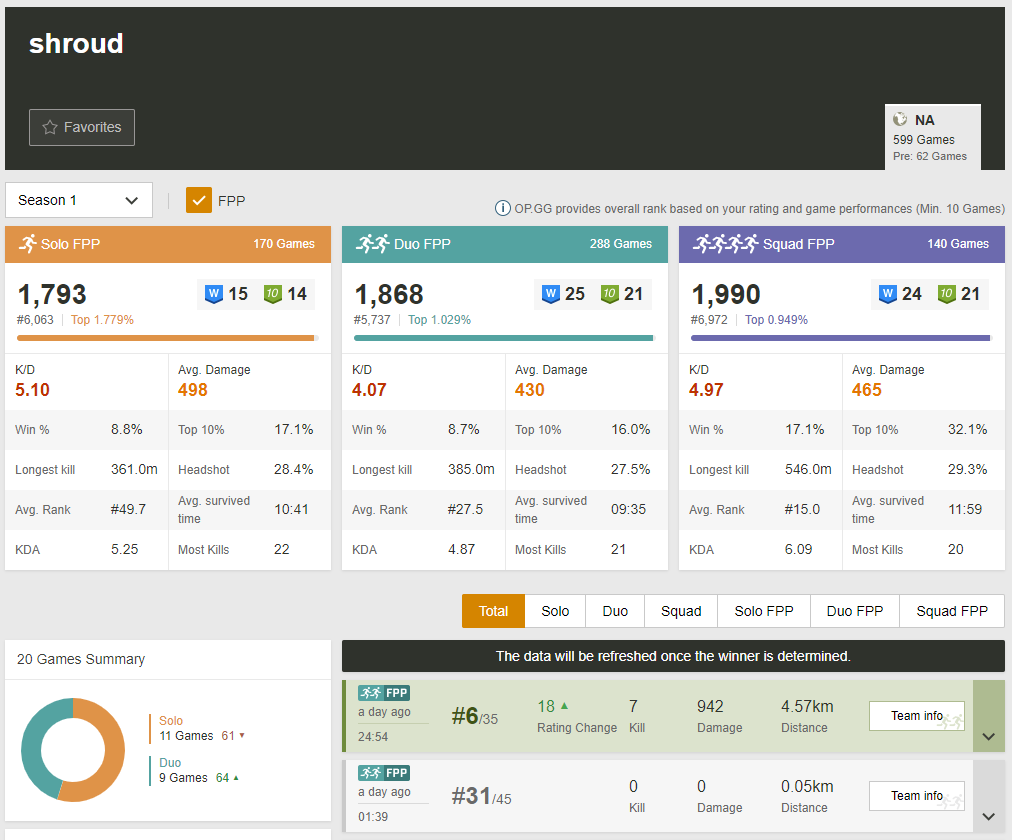 shroud
Favorites
NA
599 Games
Pre: 62 Games
Season 1
FPP
OP.GG provides overall rank based on your rating and game performances (Min. 10 Games)
Solo FPP 170 Games
1,793 W 15 10 14
#6,063 Top 1.779%
K/D Avg. Damage
5.10 498
Win % 8.8% Top 10% 17.1%
Longest kill 361.0m Headshot 28.4%
Avg. Rank #49.7 Avg. survived time 10:41
KDA 5.25 Most Kills 22
Duo FPP 288 Games
1,868 W 25 10 21
#5,737 Top 1.029%
K/D Avg. Damage
4.07 430
Win % 8.7% Top 10% 16.0%
Longest kill 385.0m Headshot 27.5%
Avg. Rank #27.5 Avg. survived time 09:35
KDA 4.87 Most Kills 21
Squad FPP 140 Games
1,990 W 24 10 21
#6,972 Top 0.949%
K/D Avg. Damage
4.97 465
Win % 17.1% Top 10% 32.1%
Longest kill 546.0m Headshot 29.3%
Avg. Rank #15.0 Avg. survived time 11:59
KDA 6.09 Most Kills 20
Total Solo Duo Squad Solo FPP Duo FPP Squad FPP
20 Games Summary
Solo
11 Games 61
Duo
9 Games 64
The data will be refreshed once the winner is determined.
FPP
a day ago
24:54
#6/35
18 ▲ 7 942 4.57km
Rating Change Kill Damage Distance
Team info
FPP
a day ago
01:39
#31/45
0 0 0.05km
Kill Damage Distance
Team info